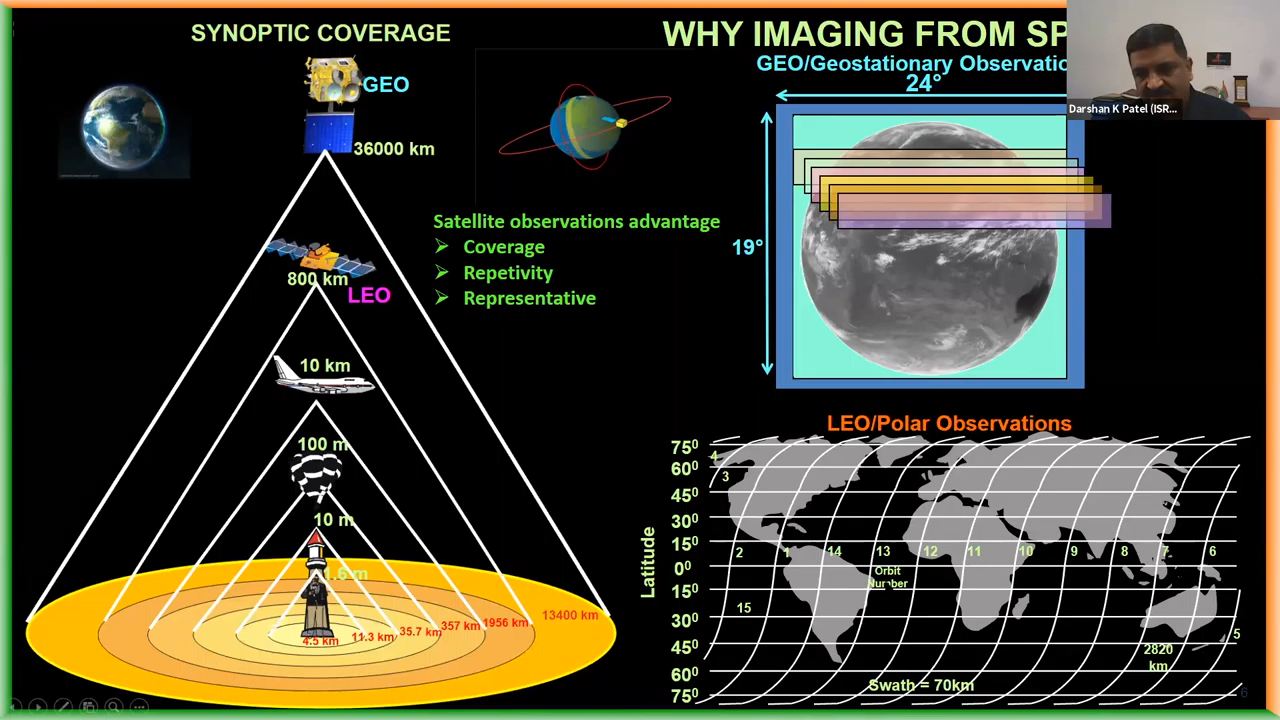 SYNOPTIC COVERAGE
GEO
36000 km
800 km
LEO
10 km
100 m
10 m
1.6 m
4.5 km
11.3 km
35.7 km
357 km
1956 km
13400 km
Satellite observations advantage
Coverage
Repetivity
Representative
WHY IMAGING FROM SP
GEO/Geostationary Observatio
24°
19°
Darshan K Patel (ISR...
LEO/Polar Observations
Latitude
75⁰
60⁰
45⁰
30⁰
15⁰
0⁰
15⁰
30⁰
45⁰
60⁰
75⁰
4
3
2
1
14
13
12
11
10
9
8
7
6
Orbit
Number
15
5
2820
km
Swath = 70km
6